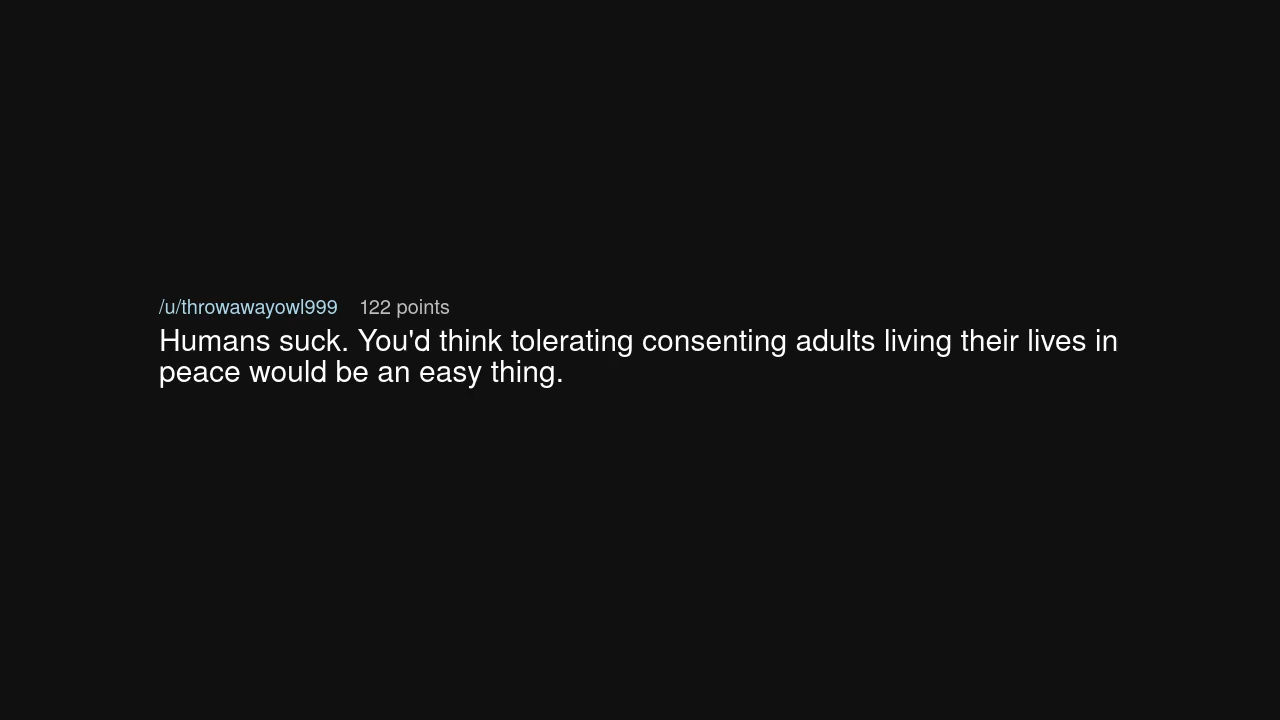 /u/throwawayowl999 122 points
Humans suck. You'd think tolerating consenting adults living their lives in
peace would be an easy thing.